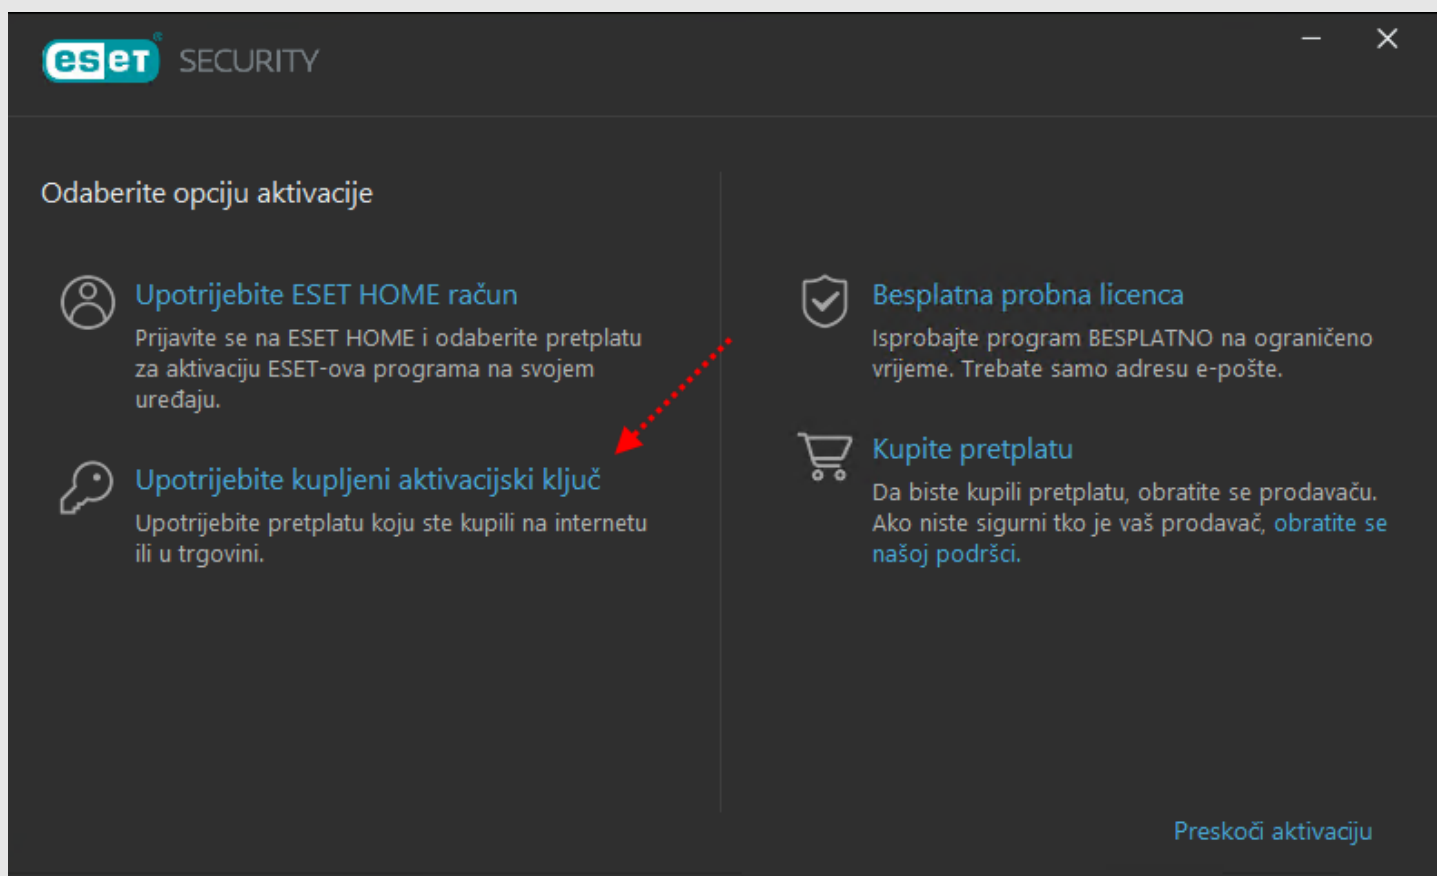 eset® SECURITY
Odaberite opciju aktivacije
Upotrijebite ESET HOME račun
Prijavite se na ESET HOME i odaberite pretplatu
za aktivaciju ESET-ova programa na svojem
uređaju.
Upotrijebite kupljeni aktivacijski ključ
Upotrijebite pretplatu koju ste kupili na internetu
ili u trgovini.
Besplatna probna licenca
Isprobajte program BESPLATNO na ograničeno
vrijeme. Trebate samo adresu e-pošte.
Kupite pretplatu
Da biste kupili pretplatu, obratite se prodavaču.
Ako niste sigurni tko je vaš prodavač, obratite se
našoj podršci.
Preskoči aktivaciju